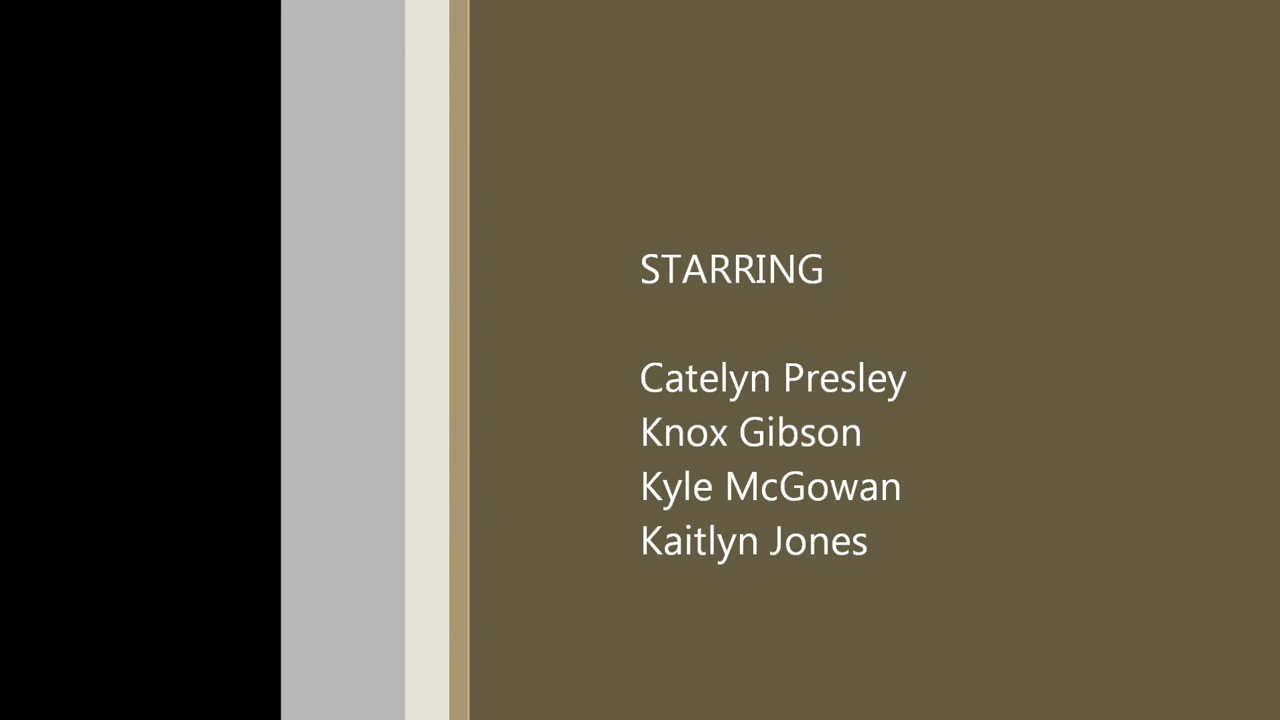 STARRING
Catelyn Presley
Knox Gibson
Kyle McGowan
Kaitlyn Jones